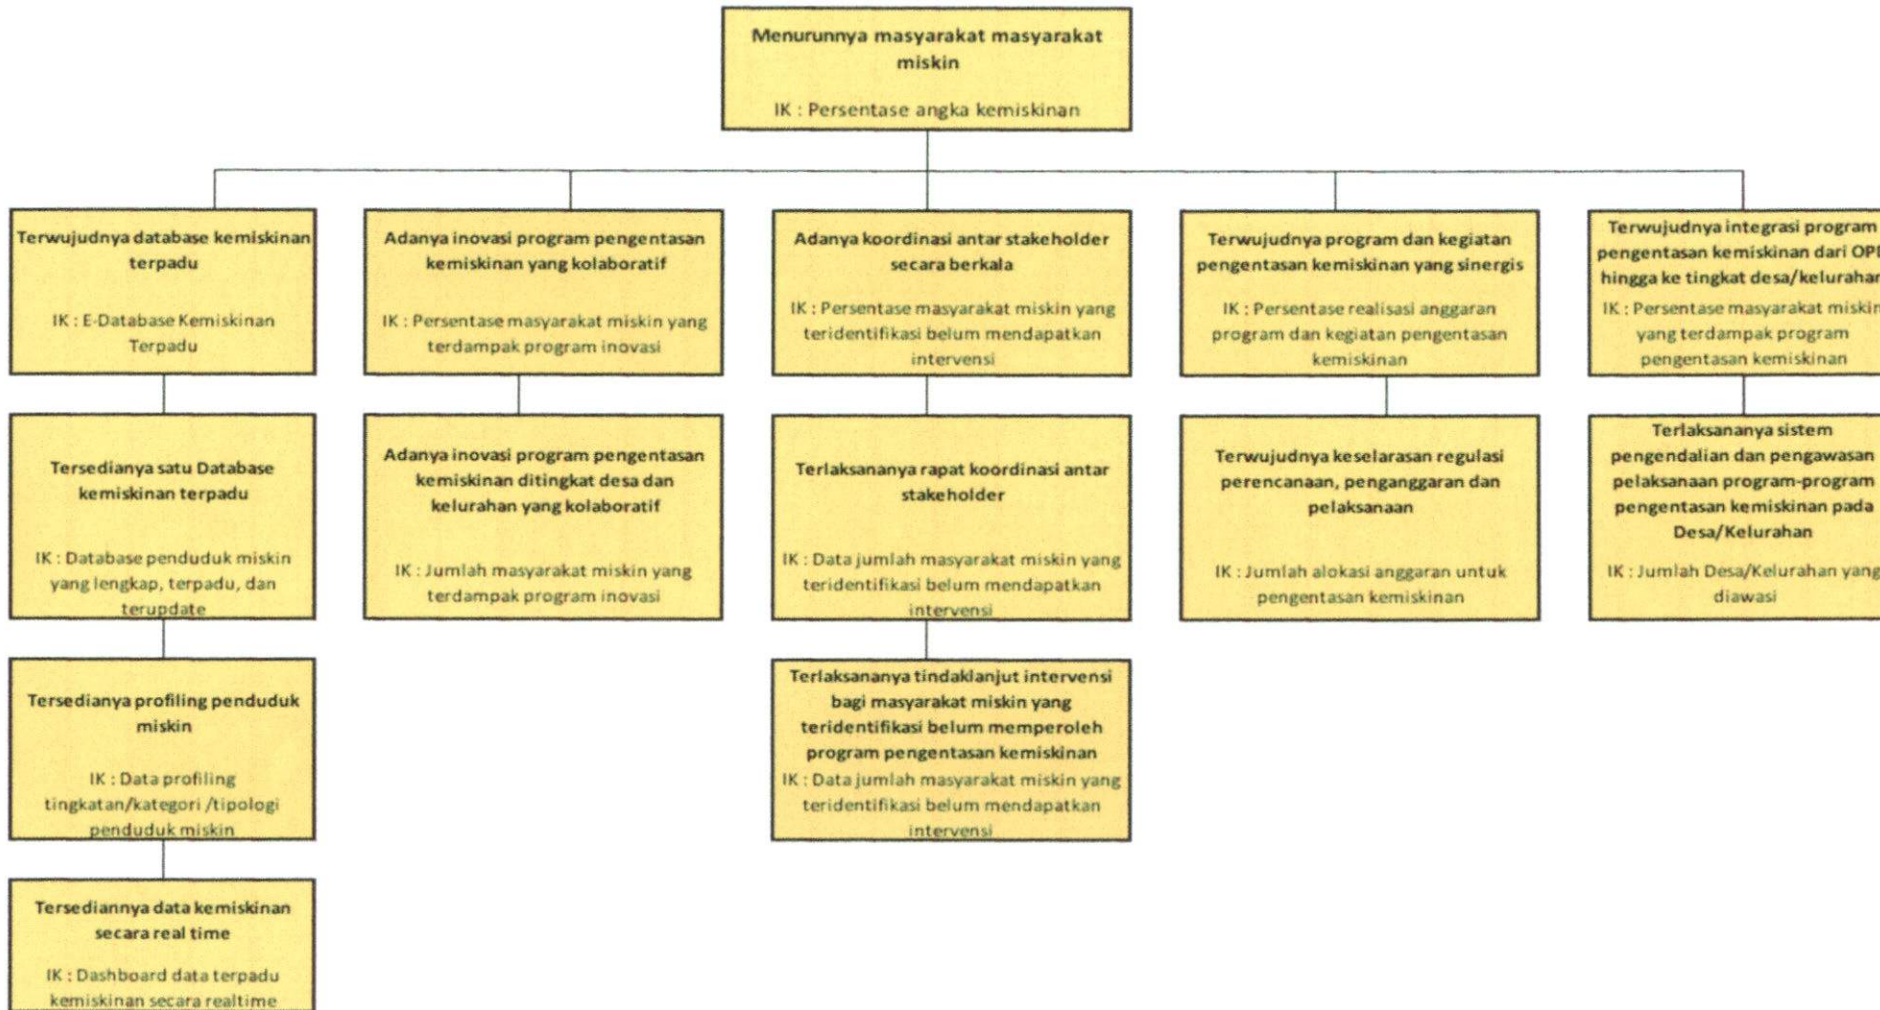 Menurunnya masyarakat masyarakat
miskin
IK : Persentase angka kemiskinan
Terwujudnya database kemiskinan
terpadu
IK : E-Database Kemiskinan
Terpadu
Adanya inovasi program pengentasan
kemiskinan yang kolaboratif
IK : Persentase masyarakat miskin yang
terdampak program inovasi
Adanya koordinasi antar stakeholder
secara berkala
IK : Persentase masyarakat miskin yang
teridentifikasi belum mendapatkan
intervensi
Terwujudnya program dan kegiatan
pengentasan kemiskinan yang sinergis
IK : Persentase realisasi anggaran
program dan kegiatan pengentasan
kemiskinan
Terwujudnya integrasi program
pengentasan kemiskinan dari OPD
hingga ke tingkat desa/kelurahan
IK : Persentase masyarakat miskin
yang terdampak program
pengentasan kemiskinan
Tersedianya satu Database
kemiskinan terpadu
IK : Database penduduk miskin
yang lengkap, terpadu, dan
terupdate
Adanya inovasi program pengentasan
kemiskinan ditingkat desa dan
kelurahan yang kolaboratif
IK : Jumlah masyarakat miskin yang
terdampak program inovasi
Terlaksananya rapat koordinasi antar
stakeholder
IK : Data jumlah masyarakat miskin yang
teridentifikasi belum mendapatkan
intervensi
Terwujudnya keselarasan regulasi
perencanaan, penganggaran dan
pelaksanaan
IK : Jumlah alokasi anggaran untuk
pengentasan kemiskinan
Terlaksananya sistem
pengendalian dan pengawasan
pelaksanaan program-program
pengentasan kemiskinan pada
Desa/Kelurahan
IK : Jumlah Desa/Kelurahan yang
diawasi
Tersedianya profiling penduduk
miskin
IK : Data profiling
tingkatan/kategori /tipologi
penduduk miskin
Terlaksananya tindaklanjut intervensi
bagi masyarakat miskin yang
teridentifikasi belum memperoleh
program pengentasan kemiskinan
IK : Data jumlah masyarakat miskin yang
teridentifikasi belum mendapatkan
intervensi
Tersediannya data kemiskinan
secara real time
IK : Dashboard data terpadu
kemiskinan secara realtime